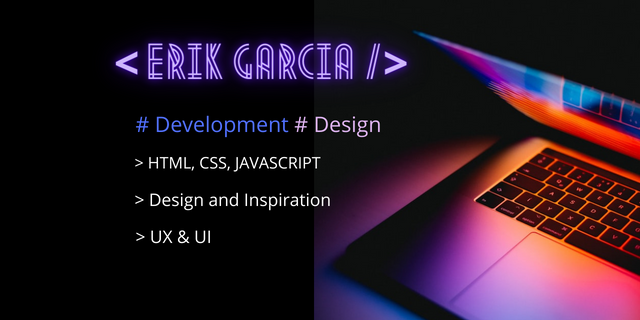 < ERIK GARCIA />
# Development # Design
> HTML, CSS, JAVASCRIPT
> Design and Inspiration
> UX & UI